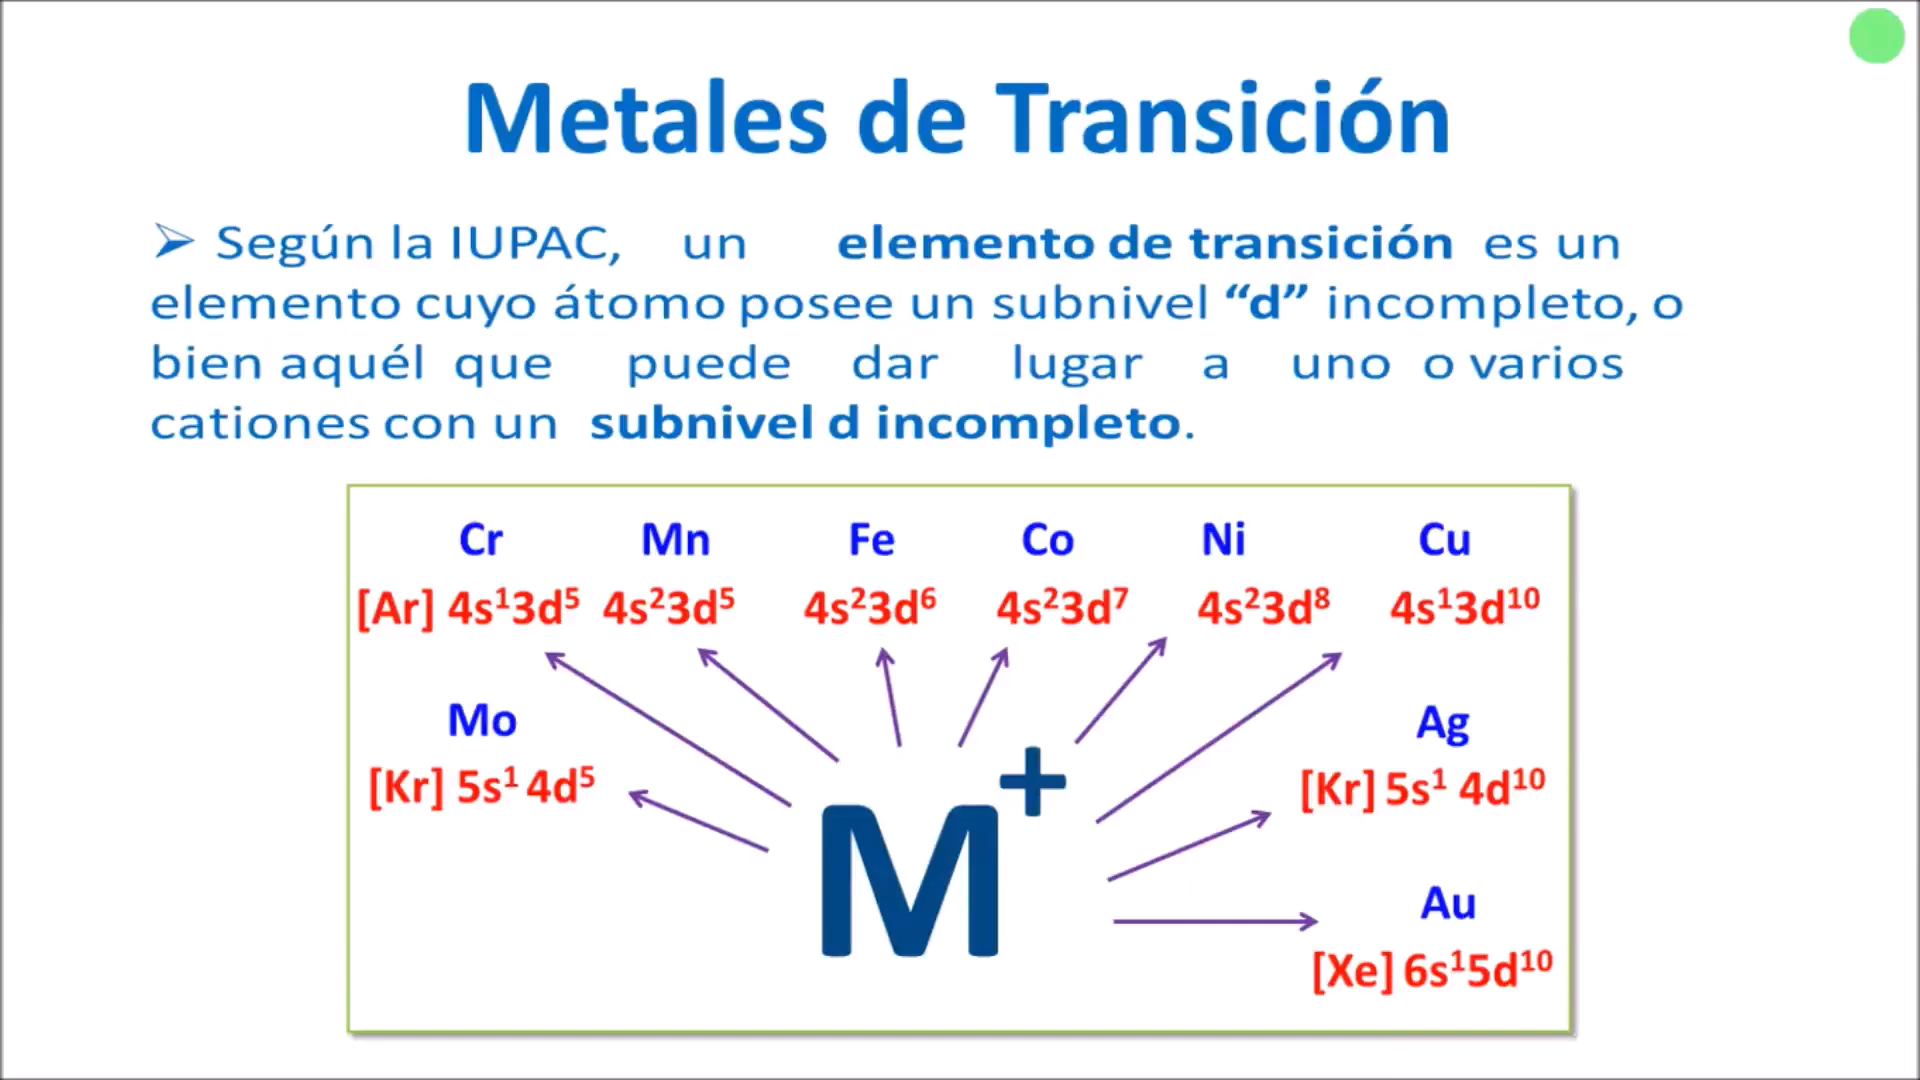 Metales de Transición
➢ Según la IUPAC, un elemento de transición es un
elemento cuyo átomo posee un subnivel “d” incompleto, o
bien aquél que puede dar lugar a uno o varios
cationes con un subnivel d incompleto.
Cr Mn Fe Co Ni Cu
[Ar] 4s¹3d⁵ 4s²3d⁵ 4s²3d⁶ 4s²3d⁷ 4s²3d⁸ 4s¹3d¹⁰
Mo Ag
[Kr] 5s¹ 4d⁵ [Kr] 5s¹ 4d¹⁰
M⁺
Au
[Xe] 6s¹5d¹⁰